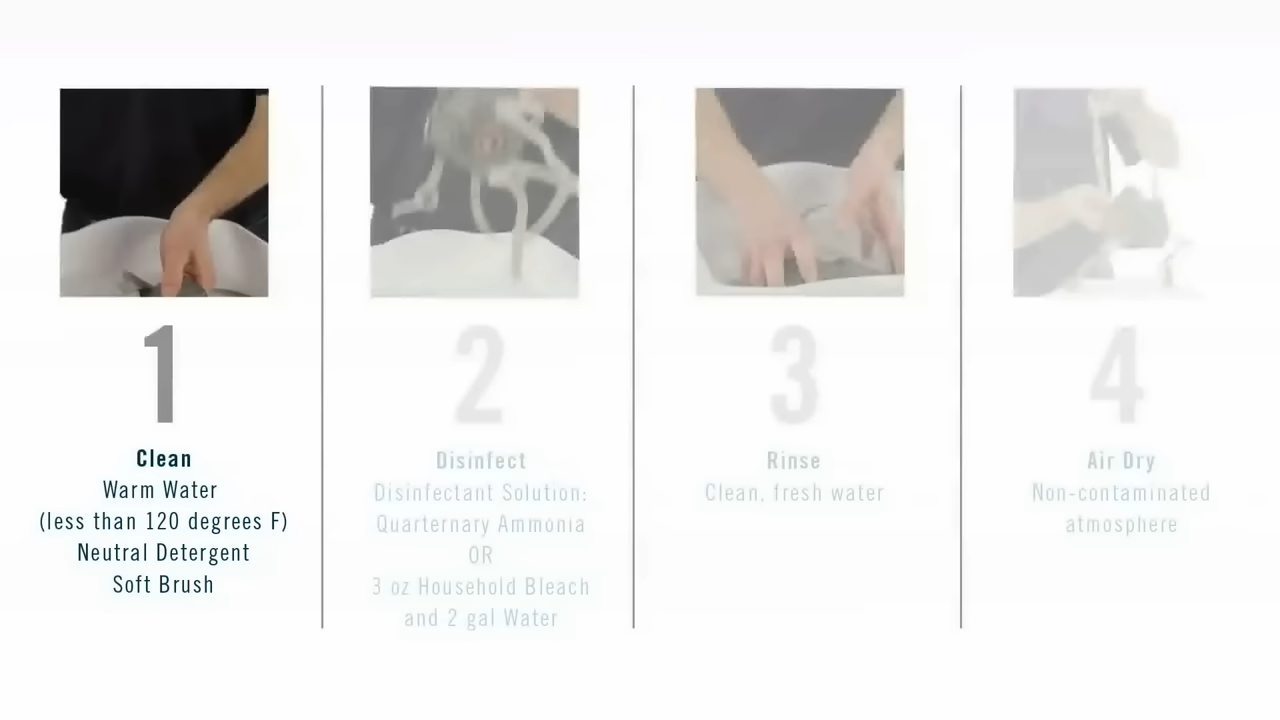 1
Clean
Warm Water
(less than 120 degrees F)
Neutral Detergent
Soft Brush
2
Disinfect
Disinfectant Solution:
Quarternary Ammonia
OR
3 oz Household Bleach
and 2 gal Water
3
Rinse
Clean, fresh water
4
Air Dry
Non-contaminated
atmosphere